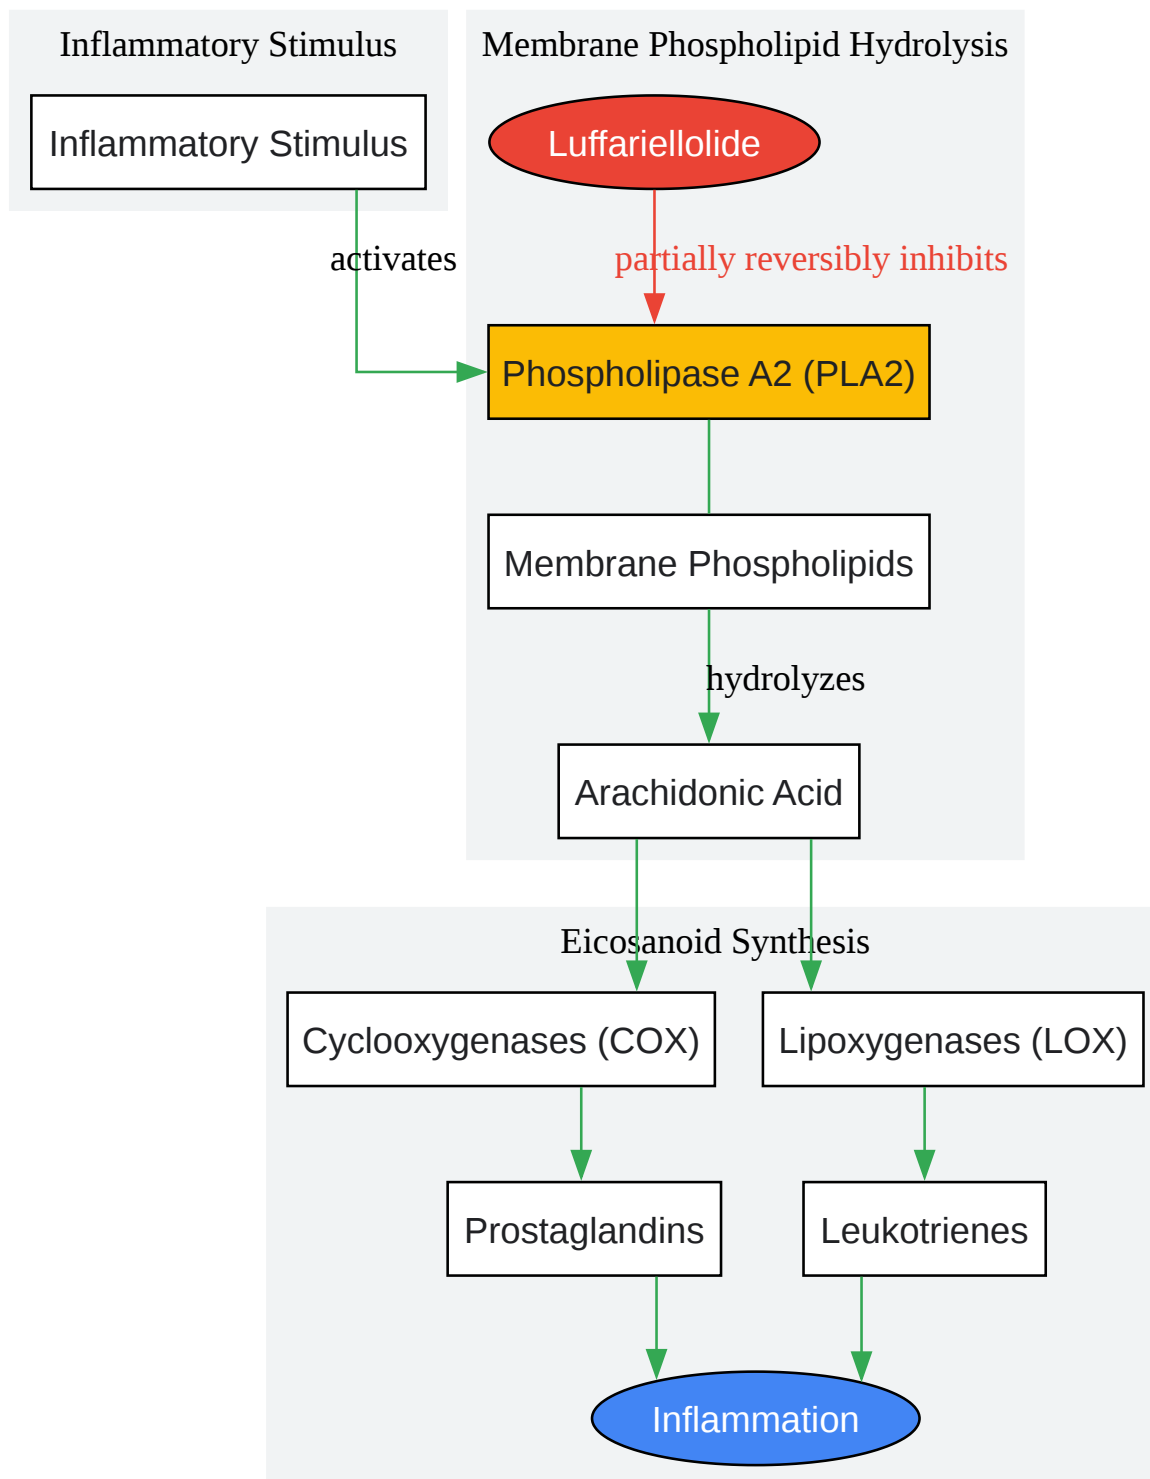 Inflammatory Stimulus
Membrane Phospholipid Hydrolysis
Inflammatory Stimulus
Luffariellolide
activates
partially reversibly inhibits
Phospholipase A2 (PLA2)
Membrane Phospholipids
hydrolyzes
Arachidonic Acid
Eicosanoid Synthesis
Cyclooxygenases (COX)
Lipoxygenases (LOX)
Prostaglandins
Leukotrienes
Inflammation